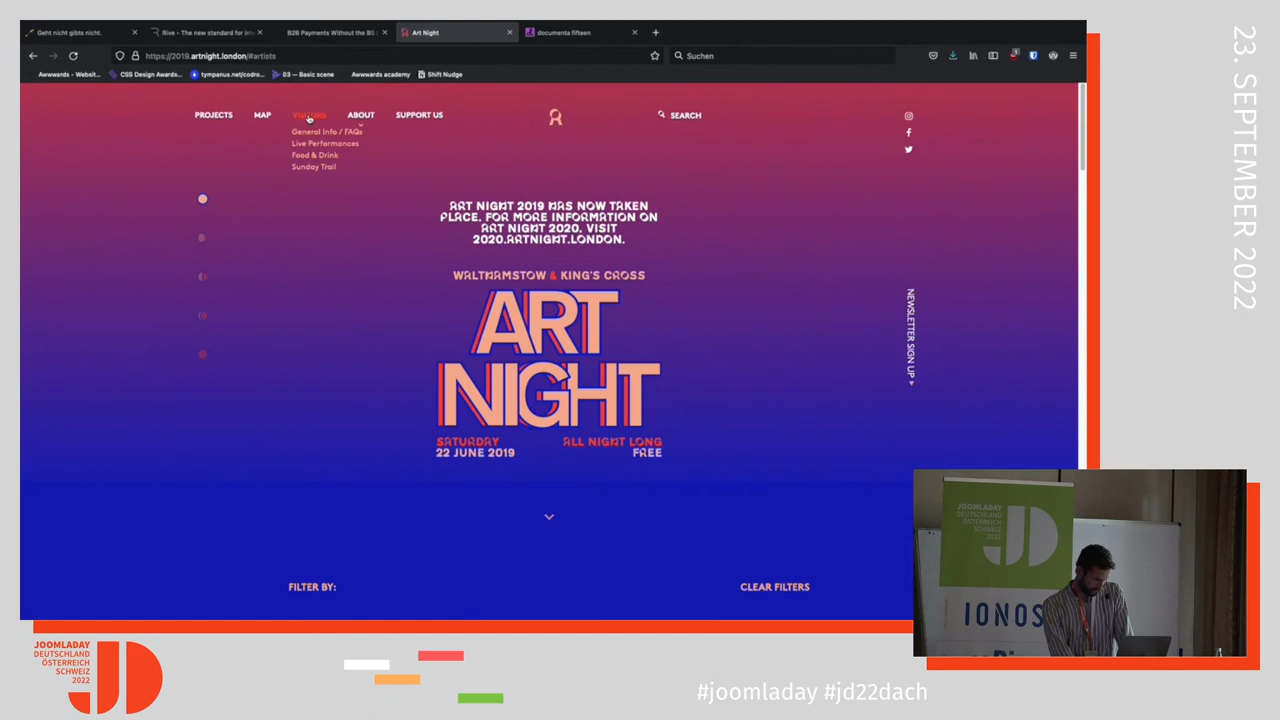 Geht nicht gibts nicht.
Rive - The new standard for int
B2B Payments Without the BS
Art Night
documenta fifteen
https://2019.artnight.london/#artists
Suchen
Awwwards - Websit...
CSS Design Awards...
tympanus.net/codro...
03 — Basic scene
Awwwards academy
Shift Nudge
PROJECTS
MAP
VISITING
ABOUT
SUPPORT US
SEARCH
General Info / FAQs
Live Performances
Food & Drink
Sunday Trail
ART NIGHT 2019 HAS NOW TAKEN
PLACE. FOR MORE INFORMATION ON
ART NIGHT 2020, VISIT
2020.ARTNIGHT.LONDON.
WALTHAMSTOW & KING'S CROSS
ART
NIGHT
SATURDAY
ALL NIGHT LONG
22 JUNE 2019
FREE
NEWSLETTER SIGN UP
FILTER BY:
CLEAR FILTERS
23. SEPTEMBER 2022
JOOMLADAY
DEUTSCHLAND
ÖSTERREICH
SCHWEIZ
2022
IONOS
JOOMLADAY
DEUTSCHLAND
ÖSTERREICH
SCHWEIZ
2022
#joomladay #jd22dach